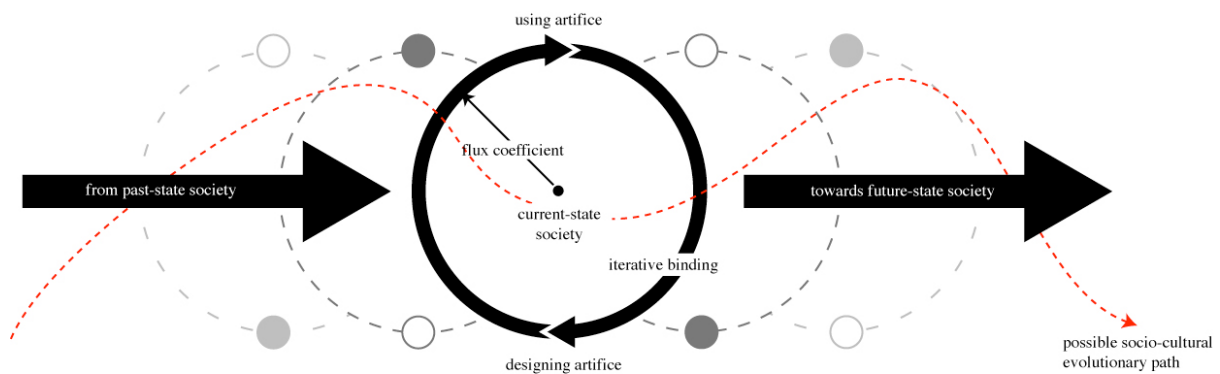 using artifice
flux coefficient
from past-state society
towards future-state society
current-state
society
iterative binding
designing artifice
possible socio-cultural
evolutionary path